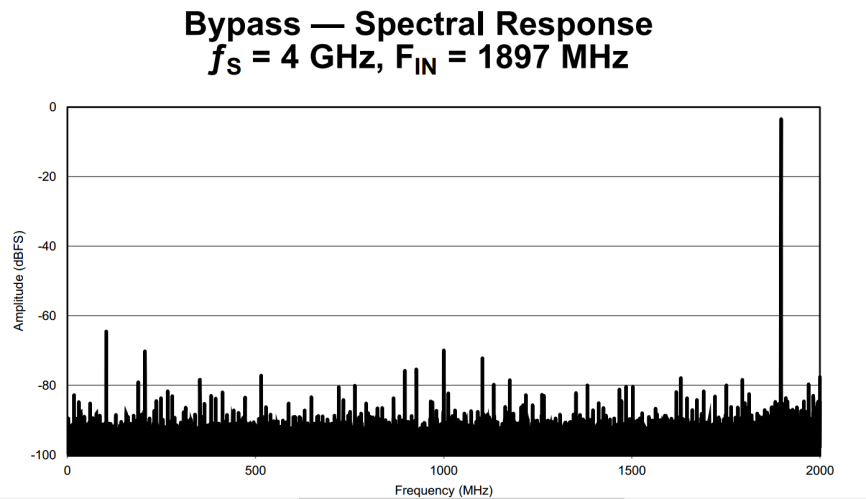 Bypass — Spectral Response
ƒS = 4 GHz, FIN = 1897 MHz
0
-20
-40
-60
-80
-100
Amplitude (dBFS)
0 500 1000 1500 2000
Frequency (MHz)